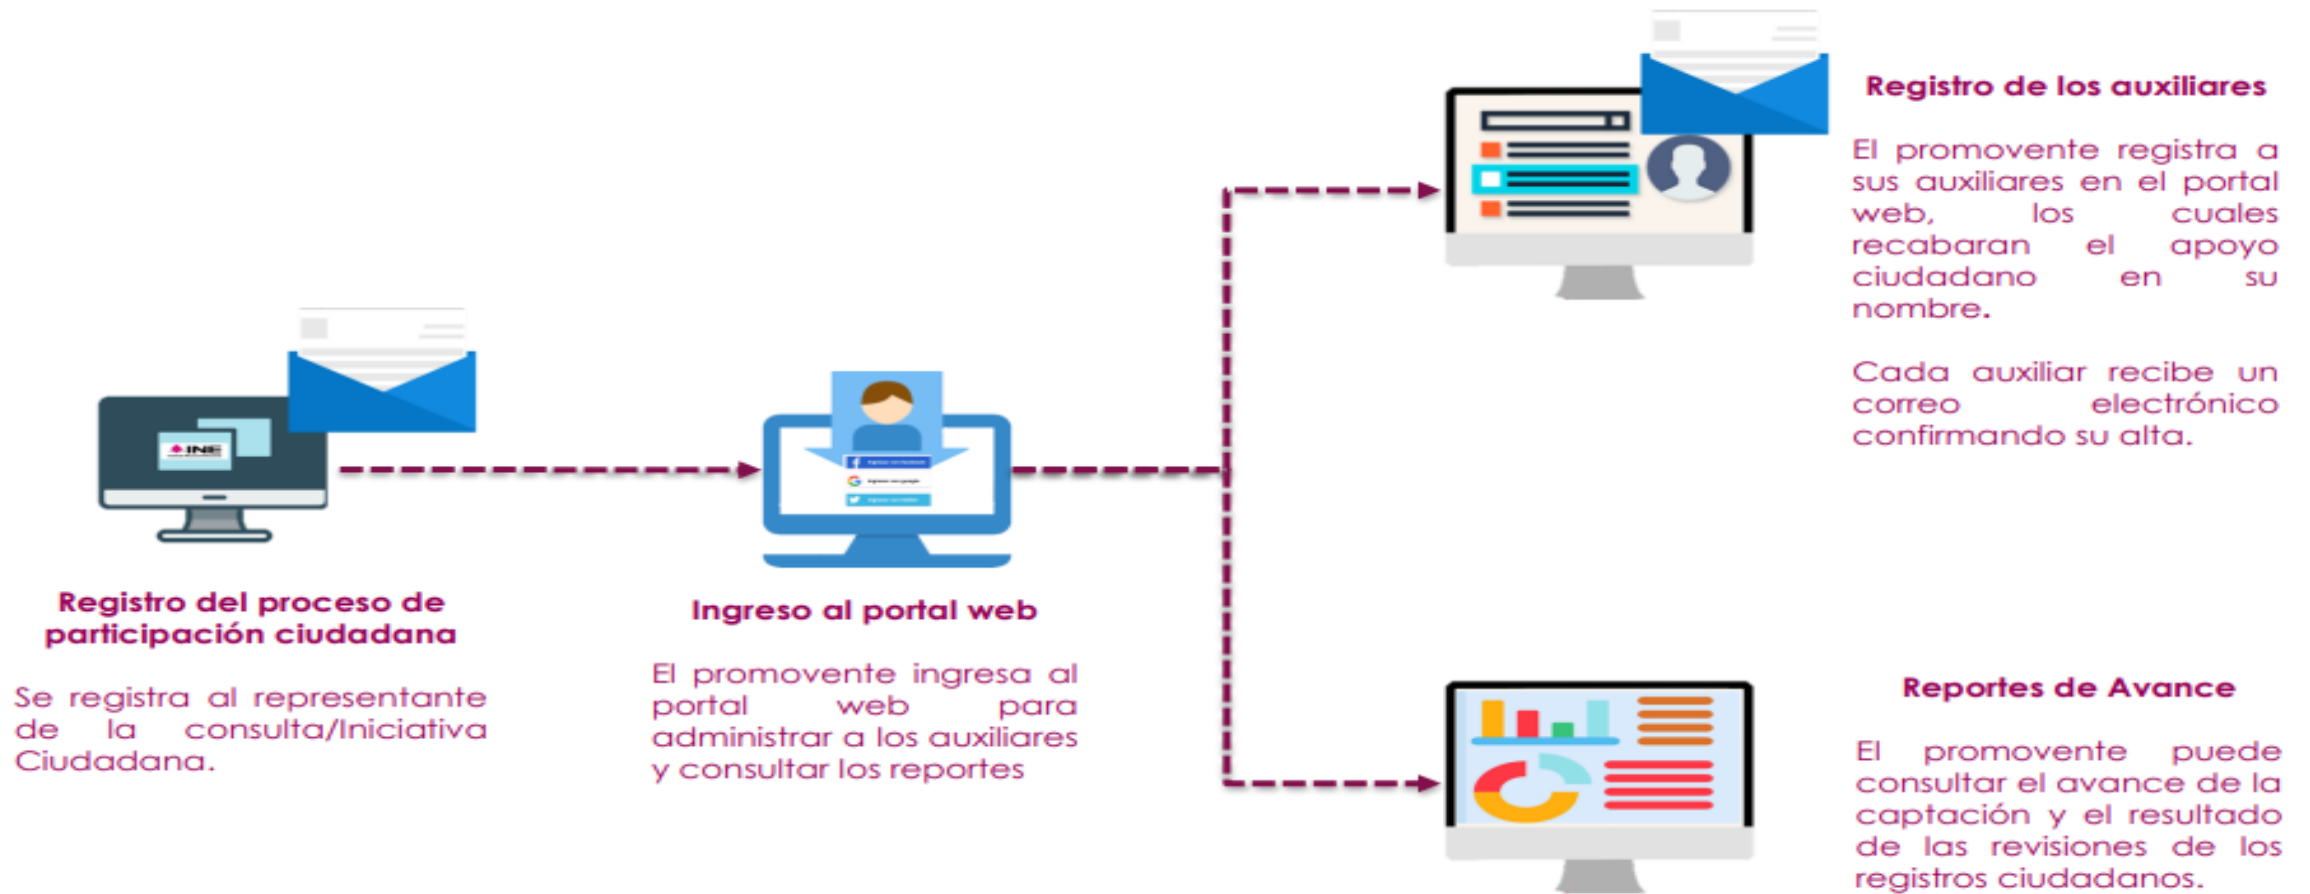 Registro del proceso de
participación ciudadana
Se registra al representante
de la consulta/Iniciativa
Ciudadana.
INE
Ingreso al portal web
El promovente ingresa al
portal web para
administrar a los auxiliares
y consultar los reportes
Registro de los auxiliares
El promovente registra a
sus auxiliares en el portal
web, los cuales
recabaran el apoyo
ciudadano en su
nombre.
Cada auxiliar recibe un
correo electrónico
confirmando su alta.
Reportes de Avance
El promovente puede
consultar el avance de la
captación y el resultado
de las revisiones de los
registros ciudadanos.